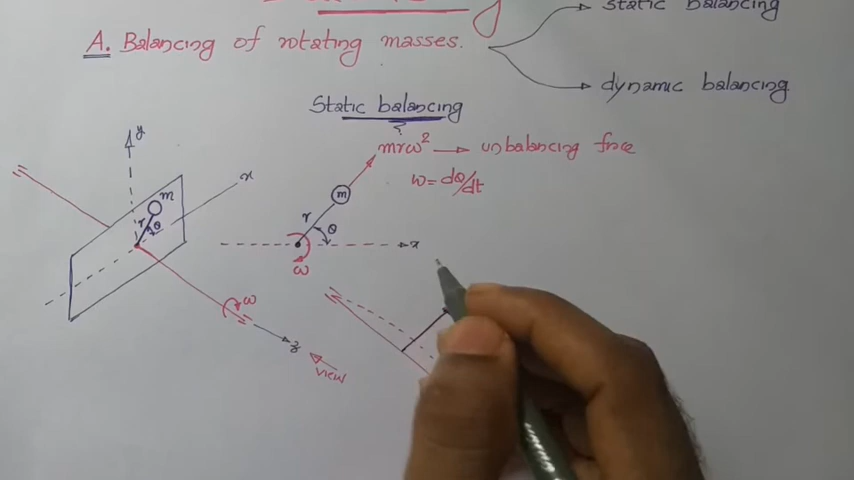 static balancing
A. Balancing of rotating masses.
dynamic balancing
Static balancing
?
mrω² → unbalancing force
ω = dθ/dt
y
x
m
r
θ
m
r
θ
x
ω
ω
z
view